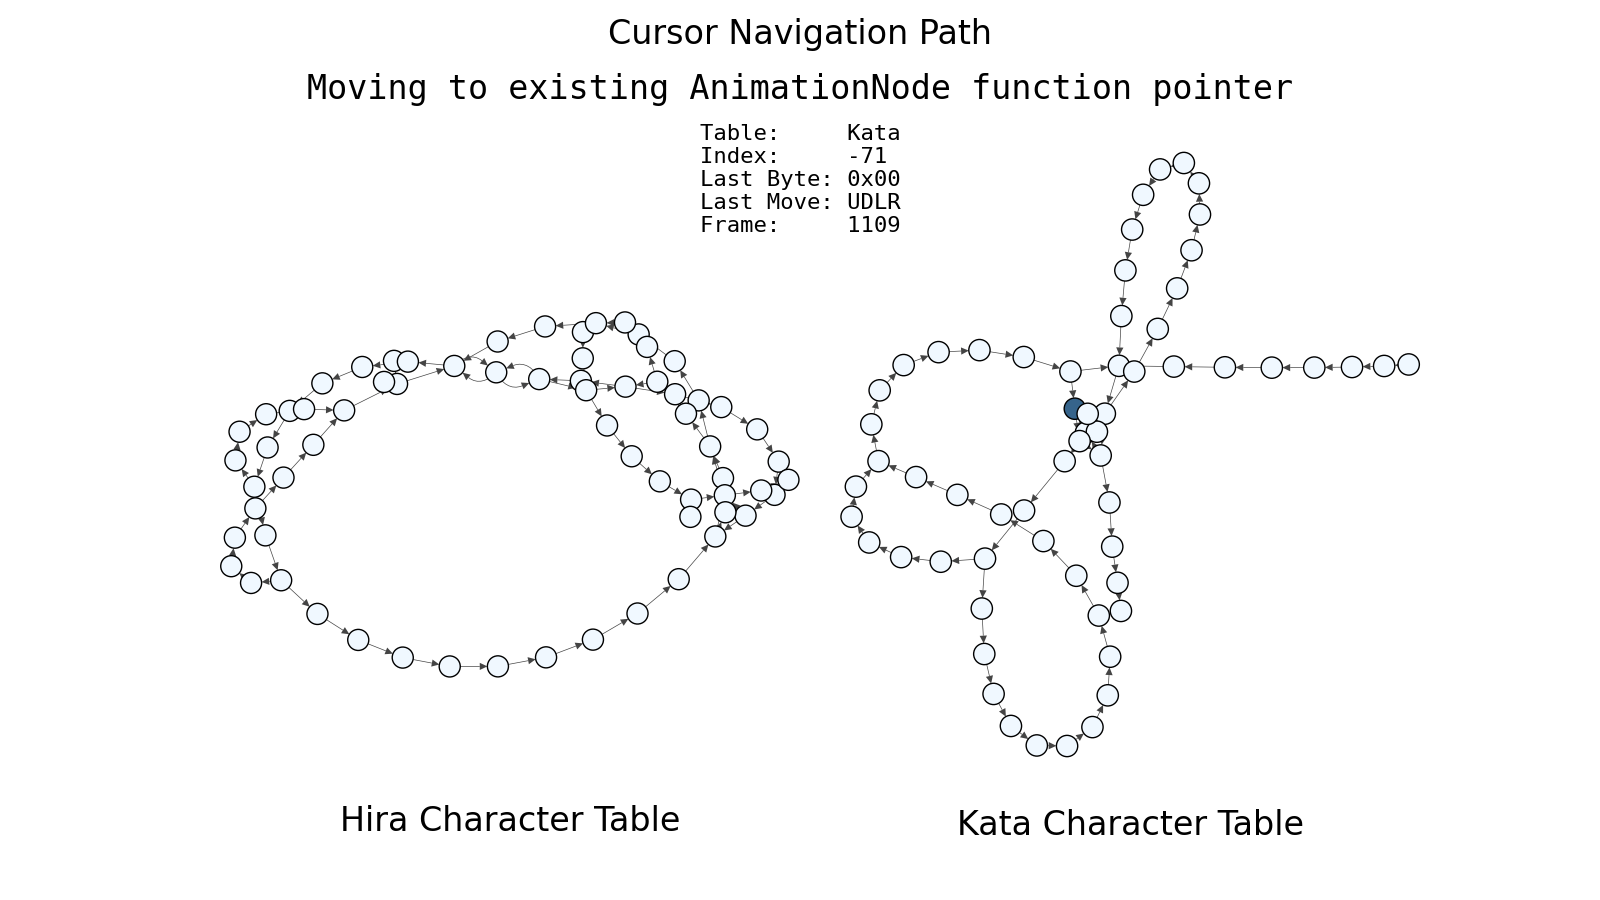 Cursor Navigation Path
Moving to existing AnimationNode function pointer
Table: Kata
Index: -71
Last Byte: 0x00
Last Move: UDLR
Frame: 1109
Hira Character Table
Kata Character Table